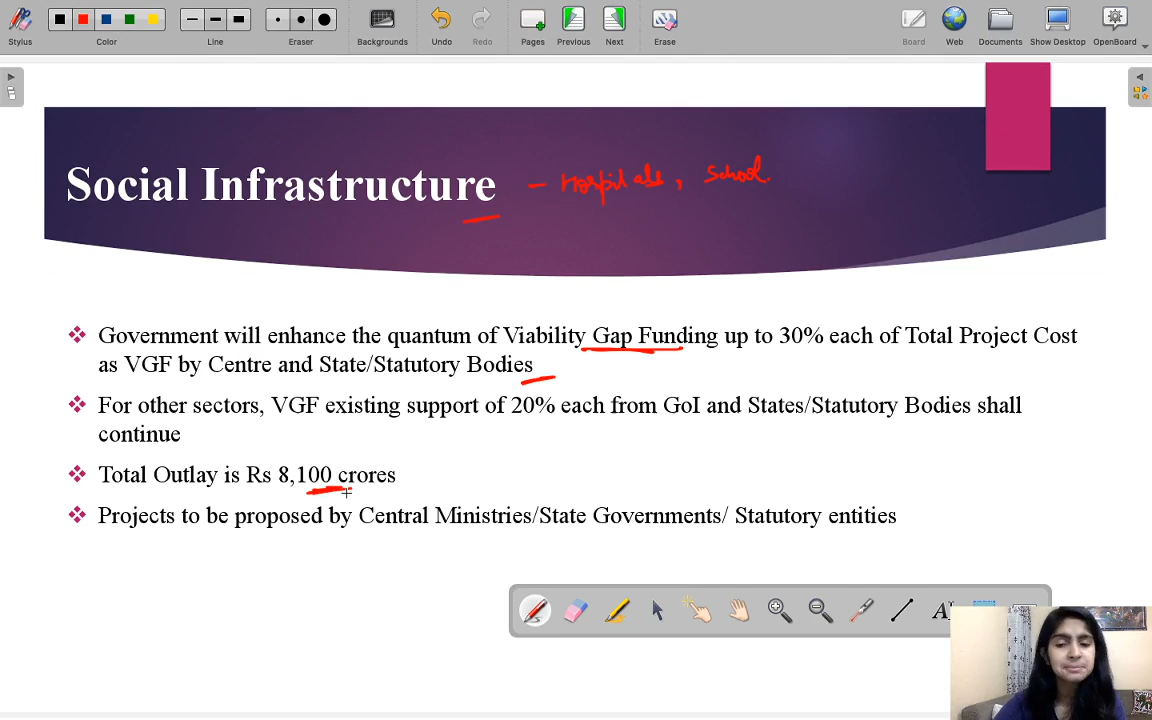 Stylus
Color
Line
Eraser
Backgrounds
Undo
Redo
Pages
Previous
Next
Erase
Board
Web
Documents
Show Desktop
OpenBoard
Social Infrastructure - Hospitals, School.
Government will enhance the quantum of Viability Gap Funding up to 30% each of Total Project Cost
as VGF by Centre and State/Statutory Bodies
For other sectors, VGF existing support of 20% each from GoI and States/Statutory Bodies shall
continue
Total Outlay is Rs 8,100 crores
Projects to be proposed by Central Ministries/State Governments/ Statutory entities